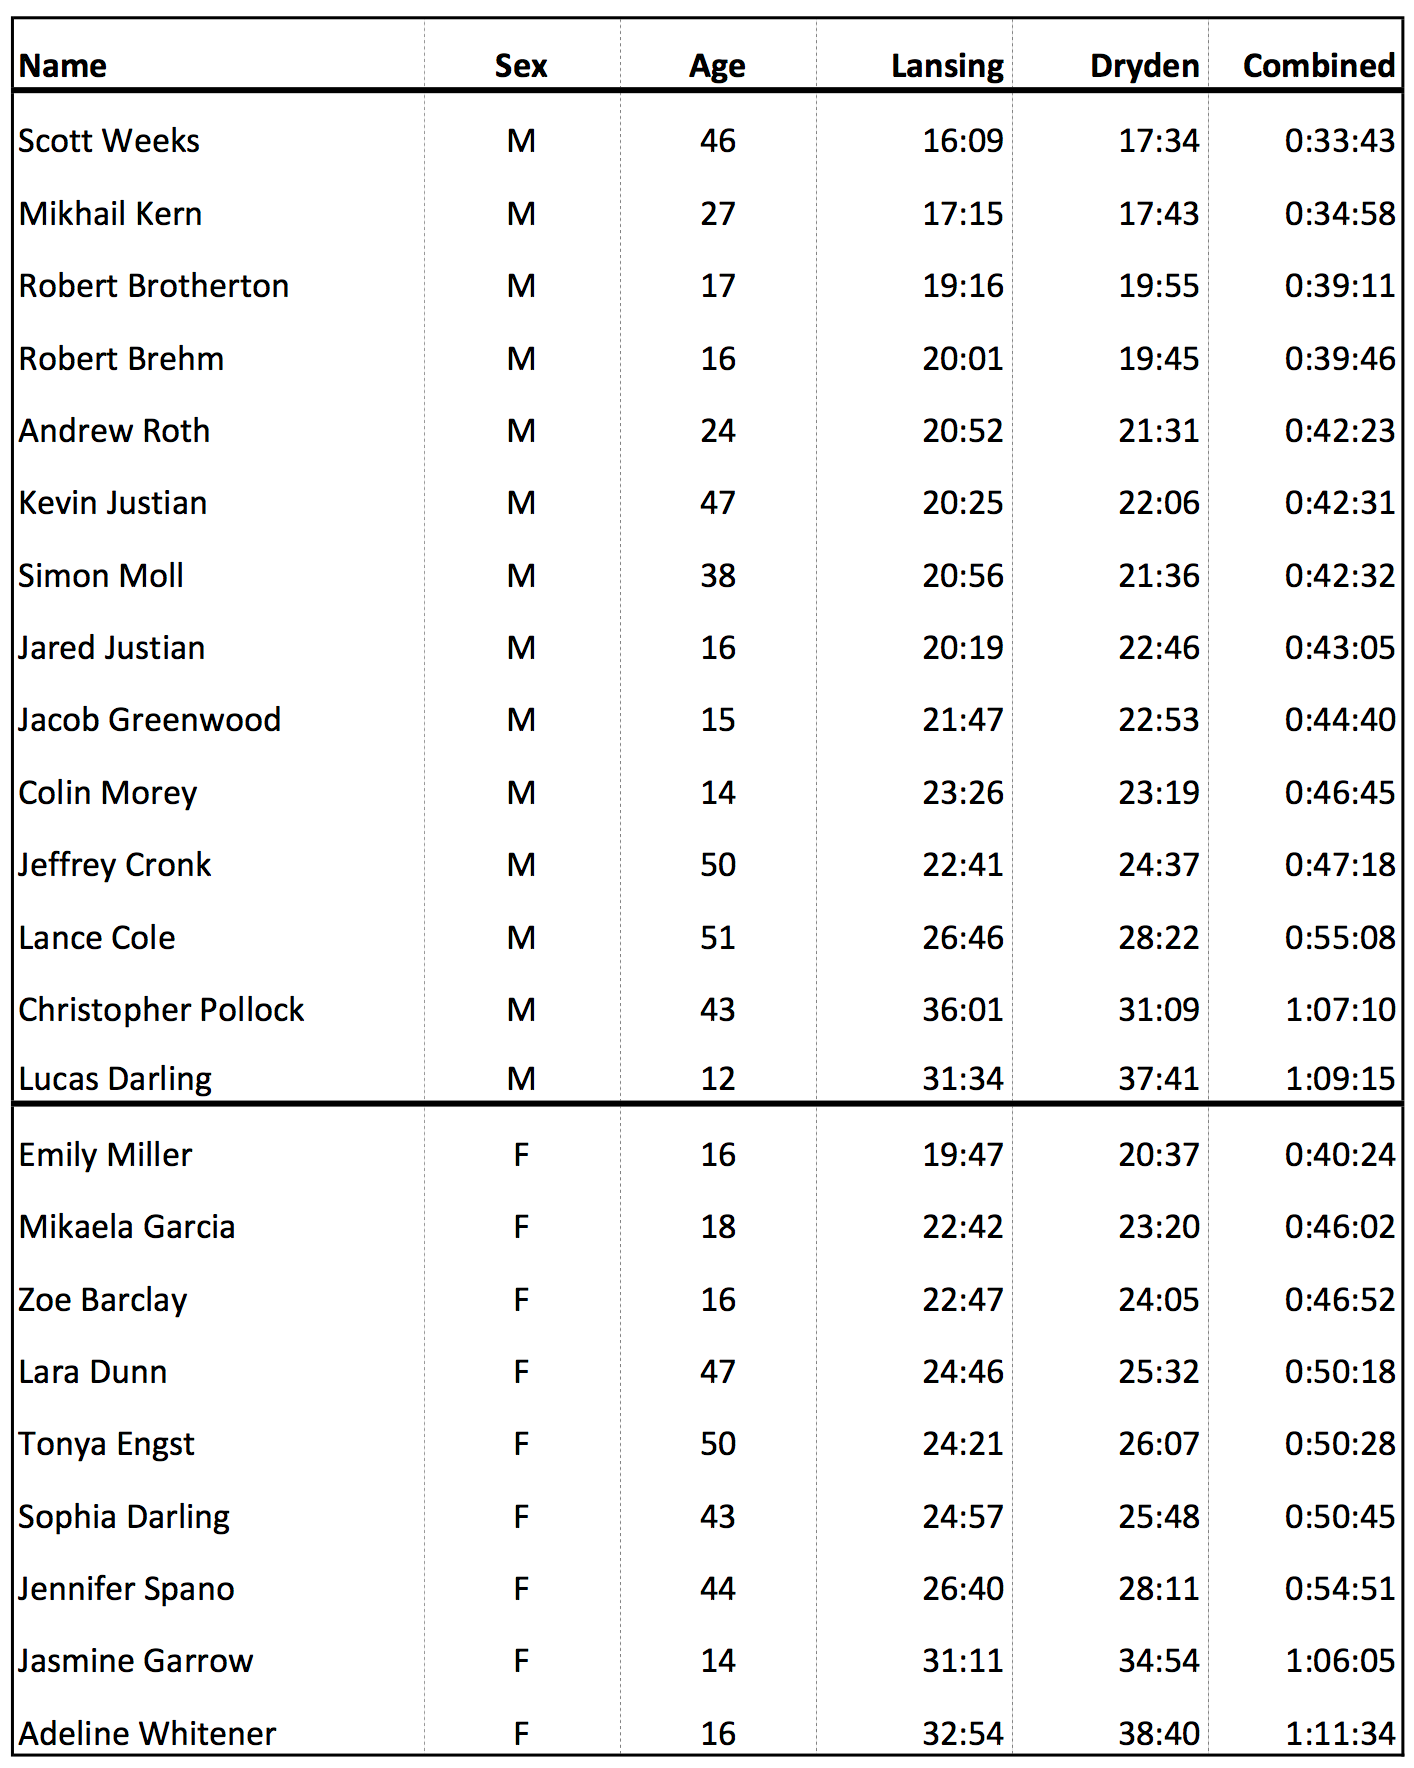 Name Sex Age Lansing Dryden Combined
Scott Weeks M 46 16:09 17:34 0:33:43
Mikhail Kern M 27 17:15 17:43 0:34:58
Robert Brotherton M 17 19:16 19:55 0:39:11
Robert Brehm M 16 20:01 19:45 0:39:46
Andrew Roth M 24 20:52 21:31 0:42:23
Kevin Justian M 47 20:25 22:06 0:42:31
Simon Moll M 38 20:56 21:36 0:42:32
Jared Justian M 16 20:19 22:46 0:43:05
Jacob Greenwood M 15 21:47 22:53 0:44:40
Colin Morey M 14 23:26 23:19 0:46:45
Jeffrey Cronk M 50 22:41 24:37 0:47:18
Lance Cole M 51 26:46 28:22 0:55:08
Christopher Pollock M 43 36:01 31:09 1:07:10
Lucas Darling M 12 31:34 37:41 1:09:15
Emily Miller F 16 19:47 20:37 0:40:24
Mikaela Garcia F 18 22:42 23:20 0:46:02
Zoe Barclay F 16 22:47 24:05 0:46:52
Lara Dunn F 47 24:46 25:32 0:50:18
Tonya Engst F 50 24:21 26:07 0:50:28
Sophia Darling F 43 24:57 25:48 0:50:45
Jennifer Spano F 44 26:40 28:11 0:54:51
Jasmine Garrow F 14 31:11 34:54 1:06:05
Adeline Whitener F 16 32:54 38:40 1:11:34